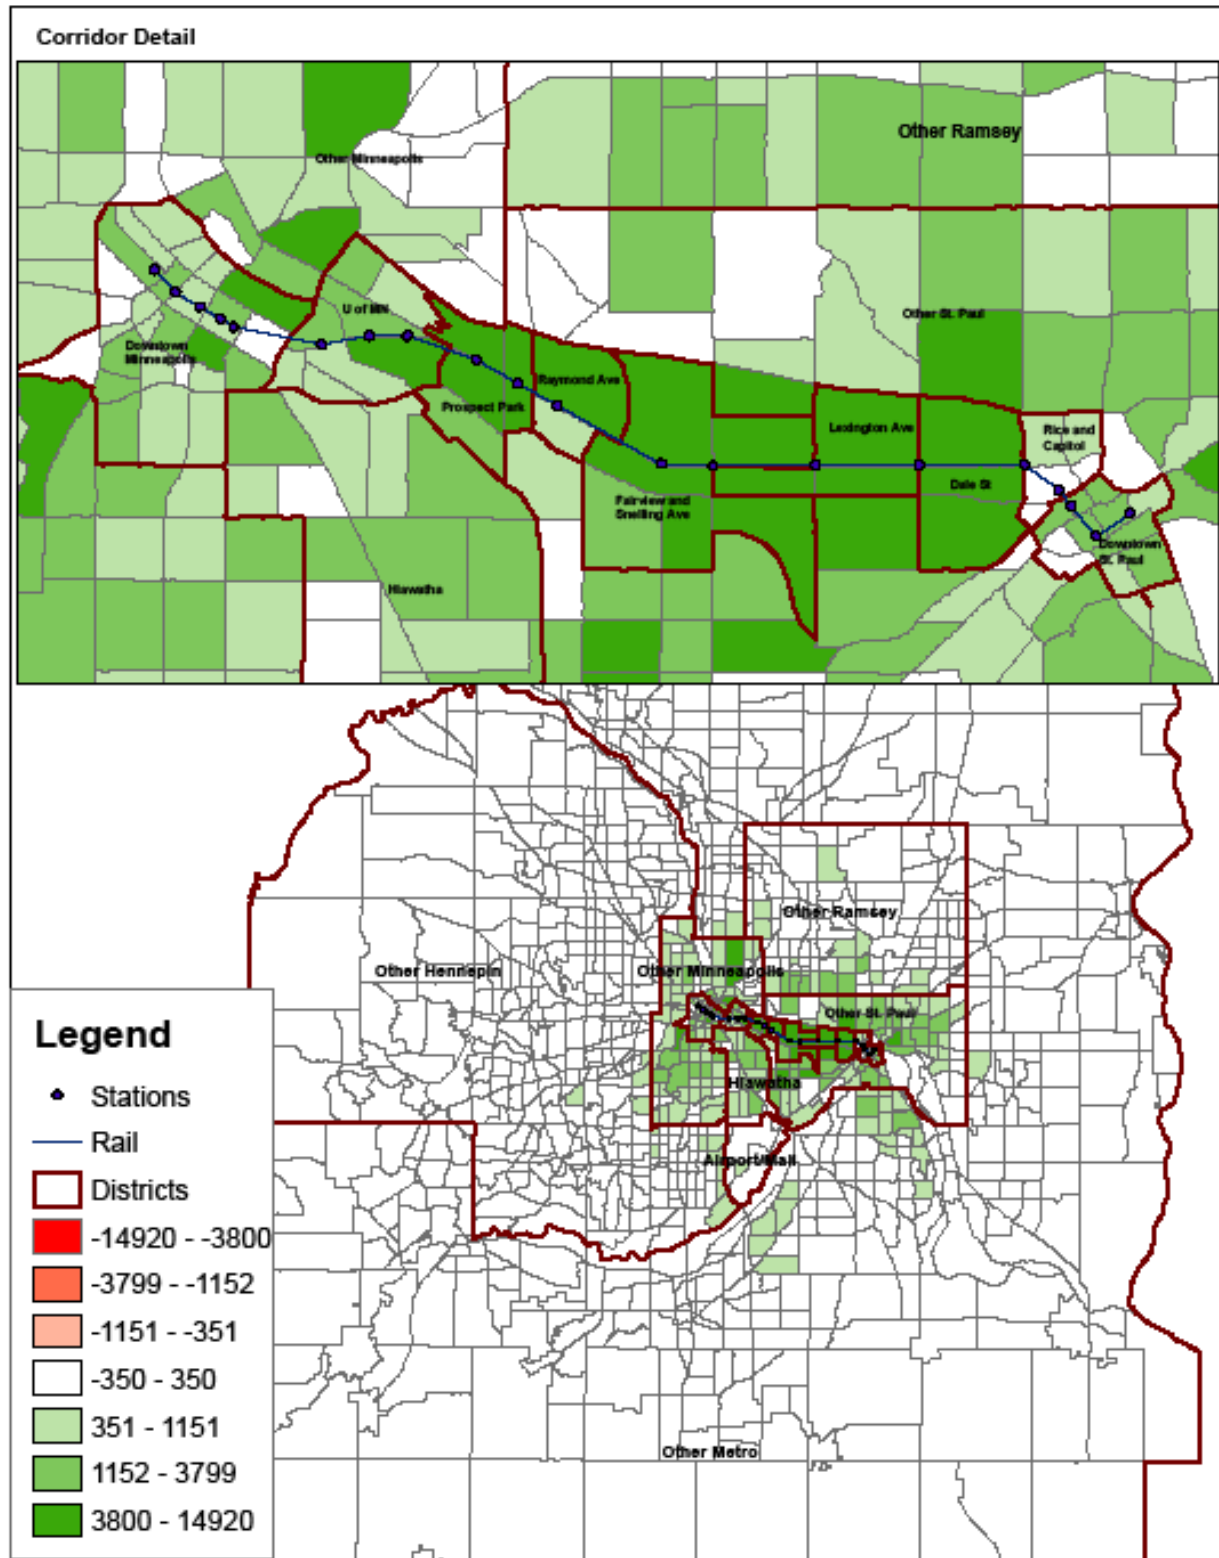 Corridor Detail
Other Ramsey
Other Minneapolis
U of MN
Other St. Paul
Downtown
Minneapolis
Raymond Ave
Prospect Park
Lexington Ave
Rice and
Capitol
Dale St
Fairview and
Snelling Ave
Downtown
St. Paul
Hiawatha
Other Ramsey
Other Hennepin
Other Minneapolis
Other St. Paul
Hiawatha
Airport/Mall
Other Metro
Legend
Stations
Rail
Districts
-14920 - -3800
-3799 - -1152
-1151 - -351
-350 - 350
351 - 1151
1152 - 3799
3800 - 14920